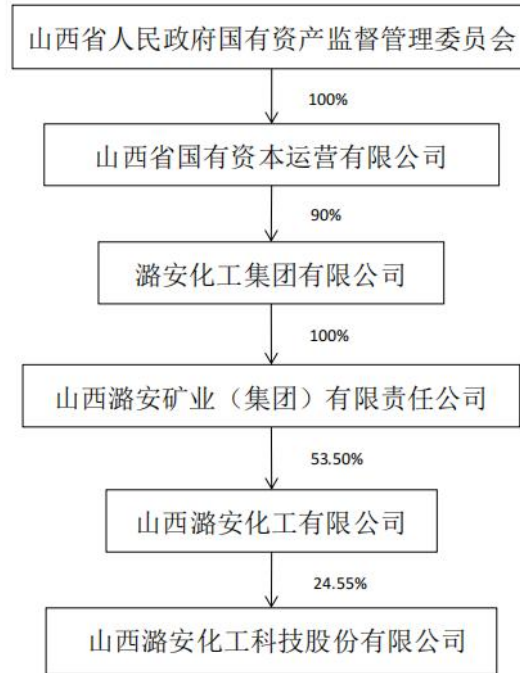 山西省人民政府国有资产监督管理委员会
100%
山西省国有资本运营有限公司
90%
潞安化工集团有限公司
100%
山西潞安矿业（集团）有限责任公司
53.50%
山西潞安化工有限公司
24.55%
山西潞安化工科技股份有限公司